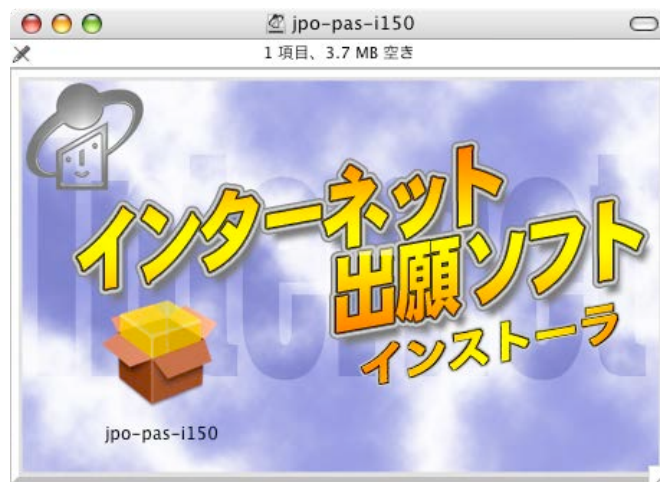 jpo-pas-i150
1 項目、3.7 MB 空き
Internet
インターネット
出願ソフト
インストーラ
jpo-pas-i150